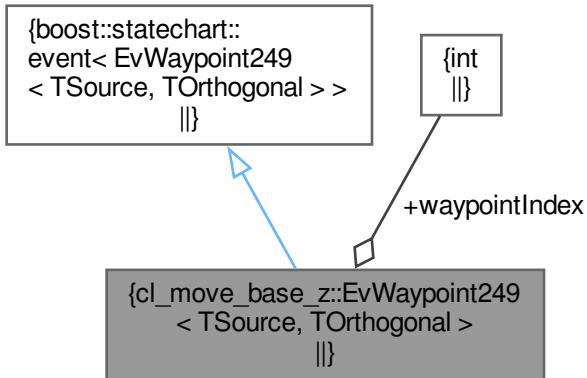 {boost::statechart::
event< EvWaypoint249
< TSource, TOrthogonal > >
||}
{int
||}
+waypointIndex
{cl_move_base_z::EvWaypoint249
< TSource, TOrthogonal >
||}